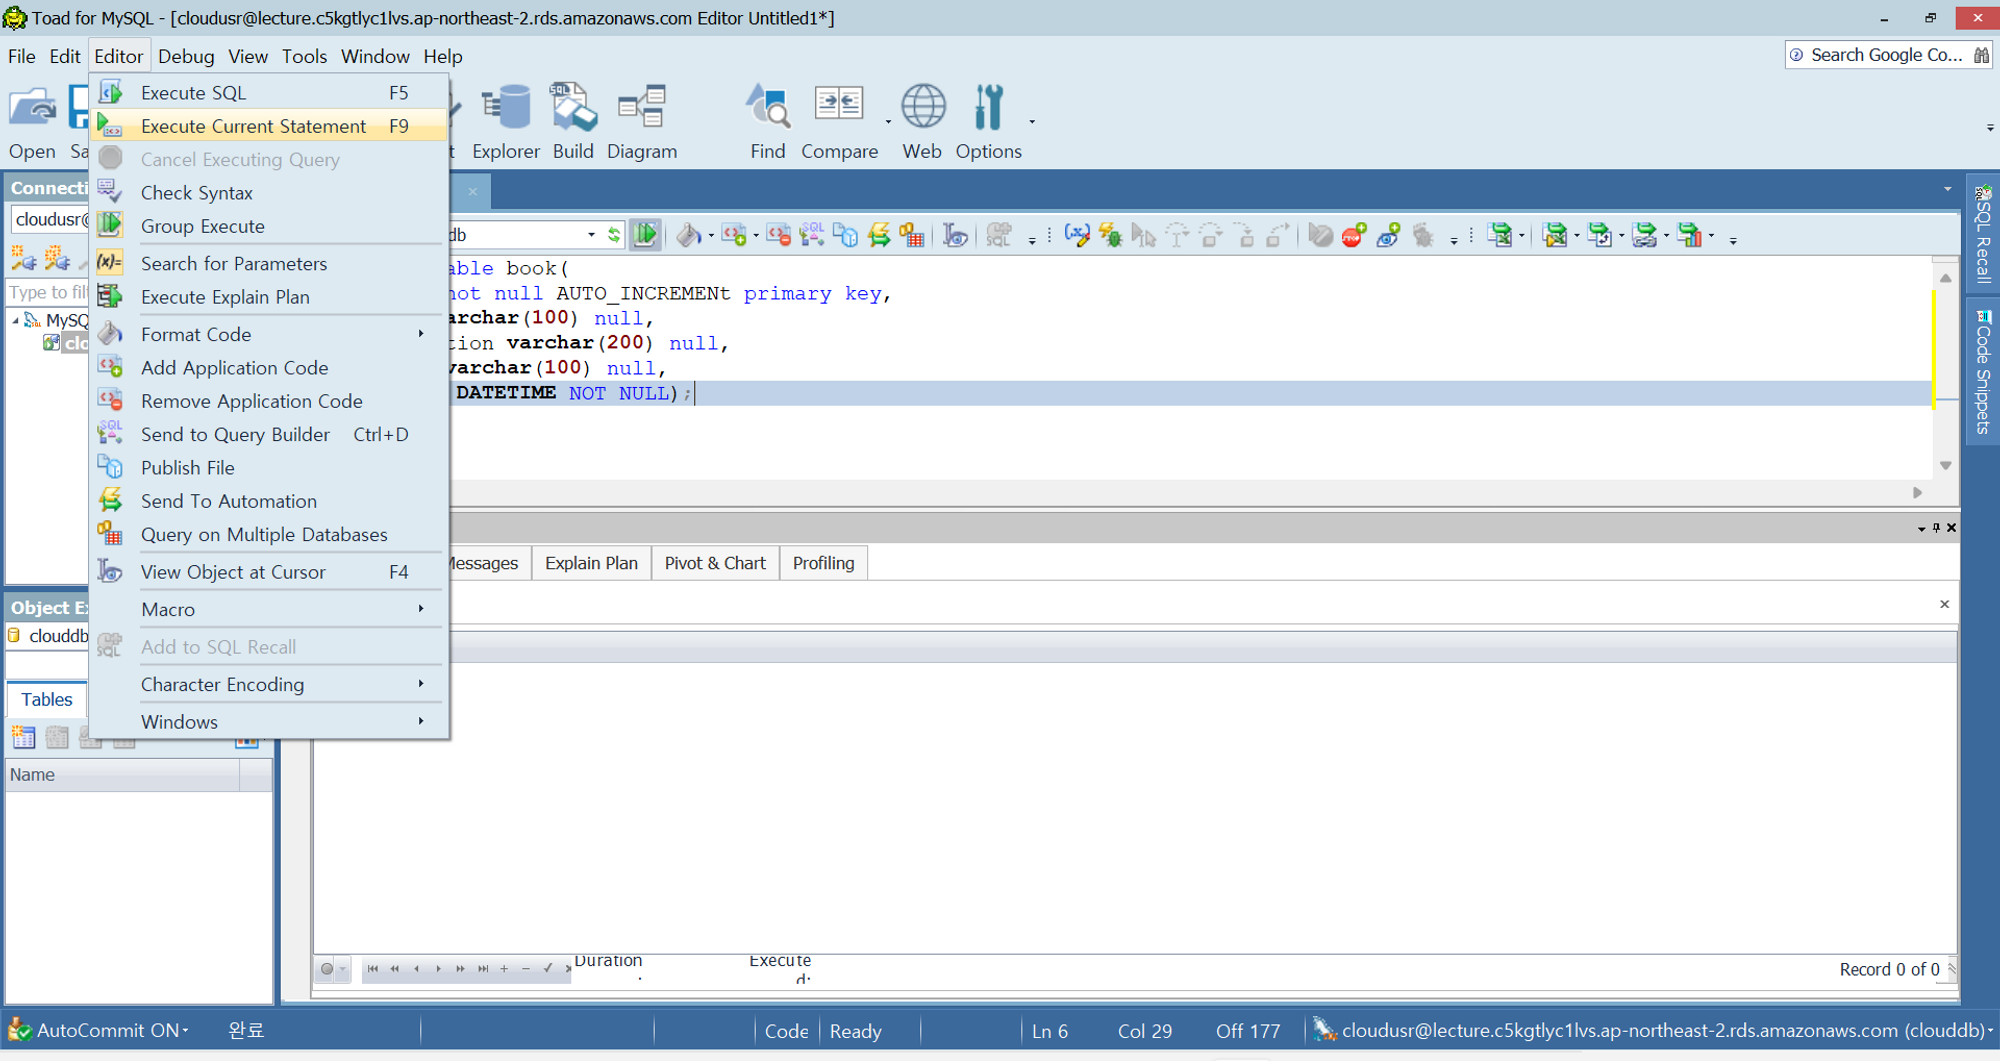 Toad for MySQL - [cloudusr@lecture.c5kgtlyc1lvs.ap-northeast-2.rds.amazonaws.com Editor Untitled1*]
File Edit Editor Debug View Tools Window Help
Search Google Co...
Open Sa Explorer Build Diagram Find Compare Web Options
Execute SQL F5
Execute Current Statement F9
Cancel Executing Query
Check Syntax
Group Execute
Search for Parameters
Execute Explain Plan
Format Code
Add Application Code
Remove Application Code
Send to Query Builder Ctrl+D
Publish File
Send To Automation
Query on Multiple Databases
View Object at Cursor F4
Macro
Add to SQL Recall
Character Encoding
Windows
Connecti
cloudusr@
Type to filt
MySQ
clo
Object Ex
clouddb
Tables
Name
db
able book(
not null AUTO_INCREMENt primary key,
archar(100) null,
tion varchar(200) null,
varchar(100) null,
DATETIME NOT NULL);
SQL Recall
Code Snippets
Messages Explain Plan Pivot & Chart Profiling
Duration Execute
: d:
Record 0 of 0
AutoCommit ON 완료 Code Ready Ln 6 Col 29 Off 177 cloudusr@lecture.c5kgtlyc1lvs.ap-northeast-2.rds.amazonaws.com (clouddb)